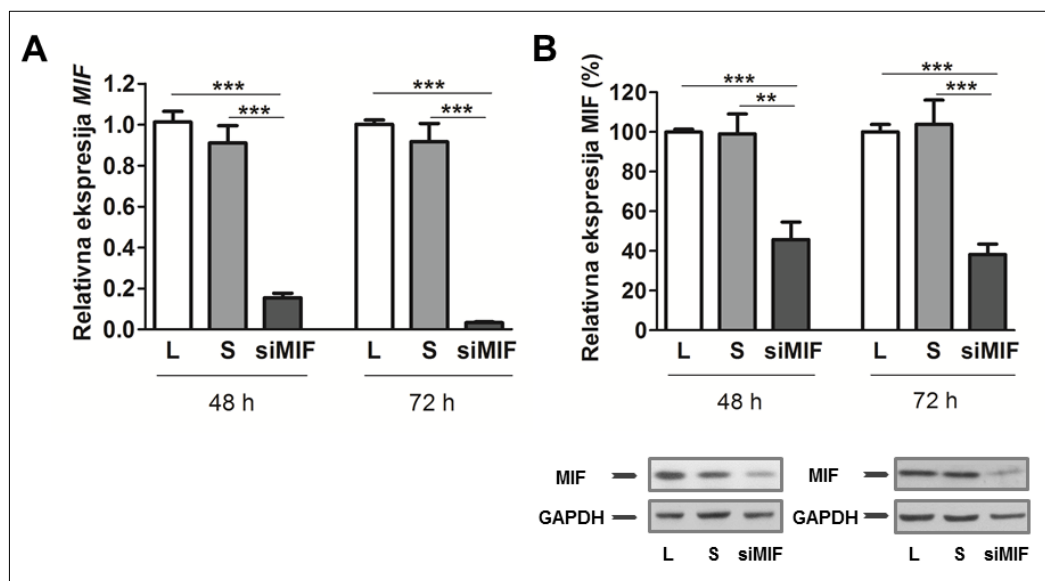 A
Relativna ekspresija MIF
1.2
1.0
0.8
0.6
0.4
0.2
0.0
***
***
***
***
L S siMIF L S siMIF
48 h 72 h
B
Relativna ekspresija MIF (%)
120
100
80
60
40
20
0
***
**
***
***
L S siMIF L S siMIF
48 h 72 h
MIF MIF
GAPDH GAPDH
L S siMIF L S siMIF